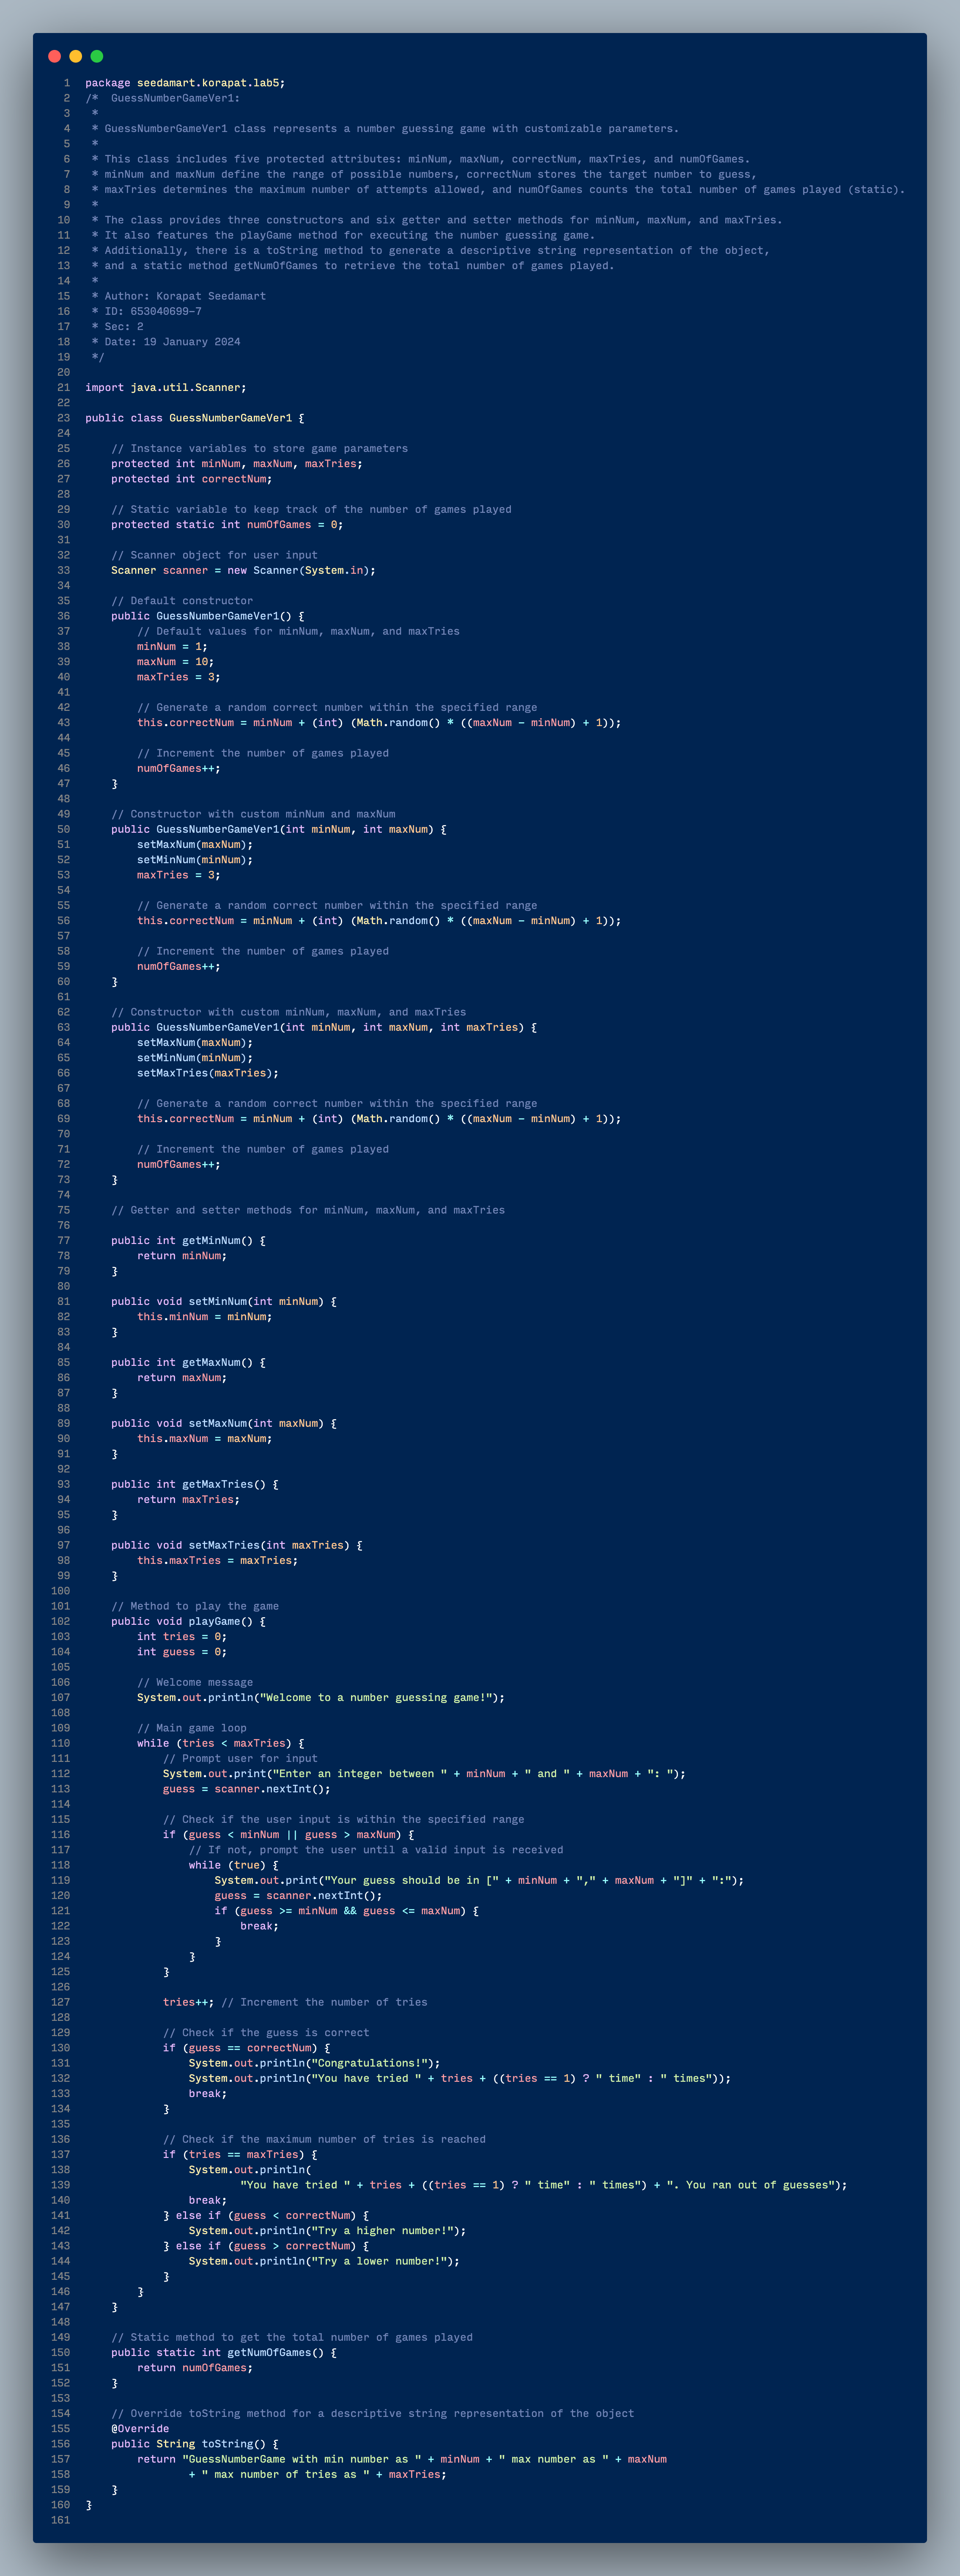 1 package seedamart.korapat.lab5;
2 /*  GuessNumberGameVer1:
3  *
4  * GuessNumberGameVer1 class represents a number guessing game with customizable parameters.
5  *
6  * This class includes five protected attributes: minNum, maxNum, correctNum, maxTries, and numOfGames.
7  * minNum and maxNum define the range of possible numbers, correctNum stores the target number to guess,
8  * maxTries determines the maximum number of attempts allowed, and numOfGames counts the total number of games played (static).
9  *
10  * The class provides three constructors and six getter and setter methods for minNum, maxNum, and maxTries.
11  * It also features the playGame method for executing the number guessing game.
12  * Additionally, there is a toString method to generate a descriptive string representation of the object,
13  * and a static method getNumOfGames to retrieve the total number of games played.
14  *
15  * Author: Korapat Seedamart
16  * ID: 653040699-7
17  * Sec: 2
18  * Date: 19 January 2024
19  */
20
21 import java.util.Scanner;
22
23 public class GuessNumberGameVer1 {
24
25     // Instance variables to store game parameters
26     protected int minNum, maxNum, maxTries;
27     protected int correctNum;
28
29     // Static variable to keep track of the number of games played
30     protected static int numOfGames = 0;
31
32     // Scanner object for user input
33     Scanner scanner = new Scanner(System.in);
34
35     // Default constructor
36     public GuessNumberGameVer1() {
37         // Default values for minNum, maxNum, and maxTries
38         minNum = 1;
39         maxNum = 10;
40         maxTries = 3;
41
42         // Generate a random correct number within the specified range
43         this.correctNum = minNum + (int) (Math.random() * ((maxNum - minNum) + 1));
44
45         // Increment the number of games played
46         numOfGames++;
47     }
48
49     // Constructor with custom minNum and maxNum
50     public GuessNumberGameVer1(int minNum, int maxNum) {
51         setMaxNum(maxNum);
52         setMinNum(minNum);
53         maxTries = 3;
54
55         // Generate a random correct number within the specified range
56         this.correctNum = minNum + (int) (Math.random() * ((maxNum - minNum) + 1));
57
58         // Increment the number of games played
59         numOfGames++;
60     }
61
62     // Constructor with custom minNum, maxNum, and maxTries
63     public GuessNumberGameVer1(int minNum, int maxNum, int maxTries) {
64         setMaxNum(maxNum);
65         setMinNum(minNum);
66         setMaxTries(maxTries);
67
68         // Generate a random correct number within the specified range
69         this.correctNum = minNum + (int) (Math.random() * ((maxNum - minNum) + 1));
70
71         // Increment the number of games played
72         numOfGames++;
73     }
74
75     // Getter and setter methods for minNum, maxNum, and maxTries
76
77     public int getMinNum() {
78         return minNum;
79     }
80
81     public void setMinNum(int minNum) {
82         this.minNum = minNum;
83     }
84
85     public int getMaxNum() {
86         return maxNum;
87     }
88
89     public void setMaxNum(int maxNum) {
90         this.maxNum = maxNum;
91     }
92
93     public int getMaxTries() {
94         return maxTries;
95     }
96
97     public void setMaxTries(int maxTries) {
98         this.maxTries = maxTries;
99     }
100
101     // Method to play the game
102     public void playGame() {
103         int tries = 0;
104         int guess = 0;
105
106         // Welcome message
107         System.out.println("Welcome to a number guessing game!");
108
109         // Main game loop
110         while (tries < maxTries) {
111             // Prompt user for input
112             System.out.print("Enter an integer between " + minNum + " and " + maxNum + ": ");
113             guess = scanner.nextInt();
114
115             // Check if the user input is within the specified range
116             if (guess < minNum || guess > maxNum) {
117                 // If not, prompt the user until a valid input is received
118                 while (true) {
119                     System.out.print("Your guess should be in [" + minNum + "," + maxNum + "]" + ":");
120                     guess = scanner.nextInt();
121                     if (guess >= minNum && guess <= maxNum) {
122                         break;
123                     }
124                 }
125             }
126
127             tries++; // Increment the number of tries
128
129             // Check if the guess is correct
130             if (guess == correctNum) {
131                 System.out.println("Congratulations!");
132                 System.out.println("You have tried " + tries + ((tries == 1) ? " time" : " times"));
133                 break;
134             }
135
136             // Check if the maximum number of tries is reached
137             if (tries == maxTries) {
138                 System.out.println(
139                         "You have tried " + tries + ((tries == 1) ? " time" : " times") + ". You ran out of guesses");
140                 break;
141             } else if (guess < correctNum) {
142                 System.out.println("Try a higher number!");
143             } else if (guess > correctNum) {
144                 System.out.println("Try a lower number!");
145             }
146         }
147     }
148
149     // Static method to get the total number of games played
150     public static int getNumOfGames() {
151         return numOfGames;
152     }
153
154     // Override toString method for a descriptive string representation of the object
155     @Override
156     public String toString() {
157         return "GuessNumberGame with min number as " + minNum + " max number as " + maxNum
158                 + " max number of tries as " + maxTries;
159     }
160 }
161